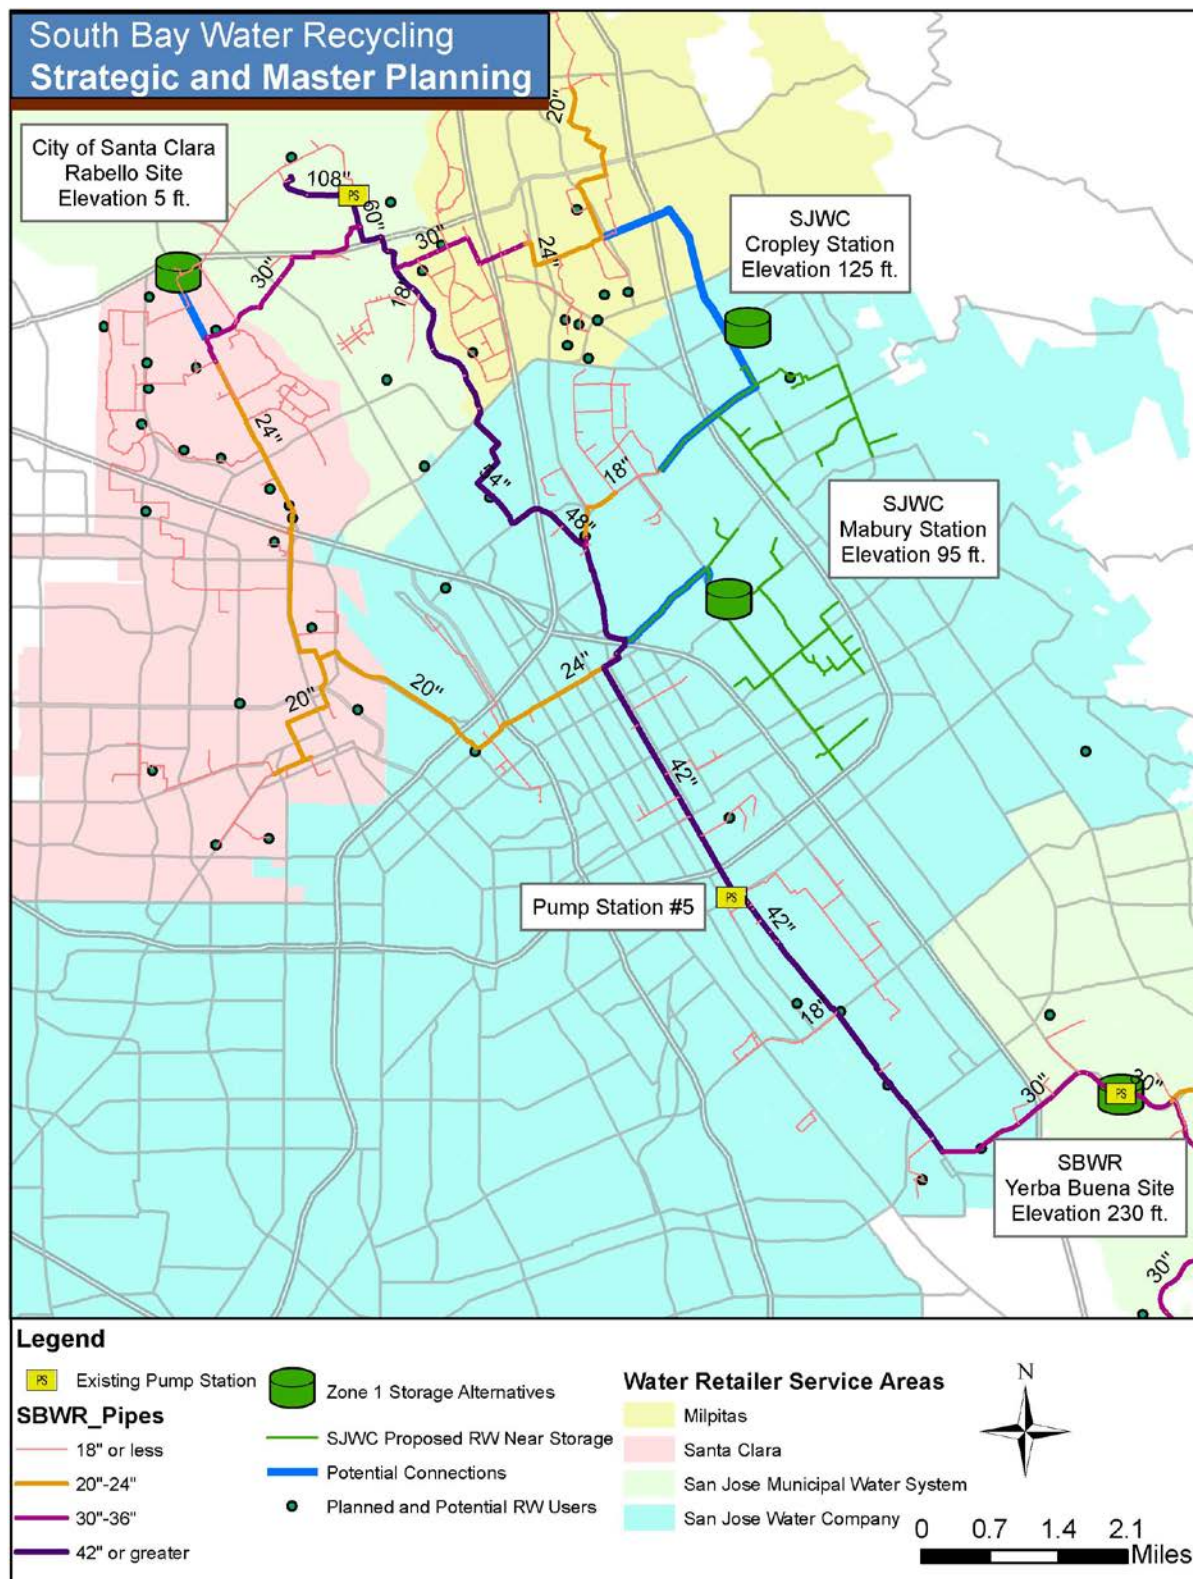 South Bay Water Recycling
Strategic and Master Planning
20"
City of Santa Clara
Rabello Site
Elevation 5 ft.
108"
PS
60"
30"
30"
24"
18"
SJWC
Cropley Station
Elevation 125 ft.
24"
18"
48"
SJWC
Mabury Station
Elevation 95 ft.
20"
20"
24"
42"
Pump Station #5
PS
42"
18"
30"
PS
30"
SBWR
Yerba Buena Site
Elevation 230 ft.
30"
Legend
PS Existing Pump Station
SBWR_Pipes
18" or less
20"-24"
30"-36"
42" or greater
Zone 1 Storage Alternatives
SJWC Proposed RW Near Storage
Potential Connections
Planned and Potential RW Users
Water Retailer Service Areas
Milpitas
Santa Clara
San Jose Municipal Water System
San Jose Water Company
N
0 0.7 1.4 2.1
Miles